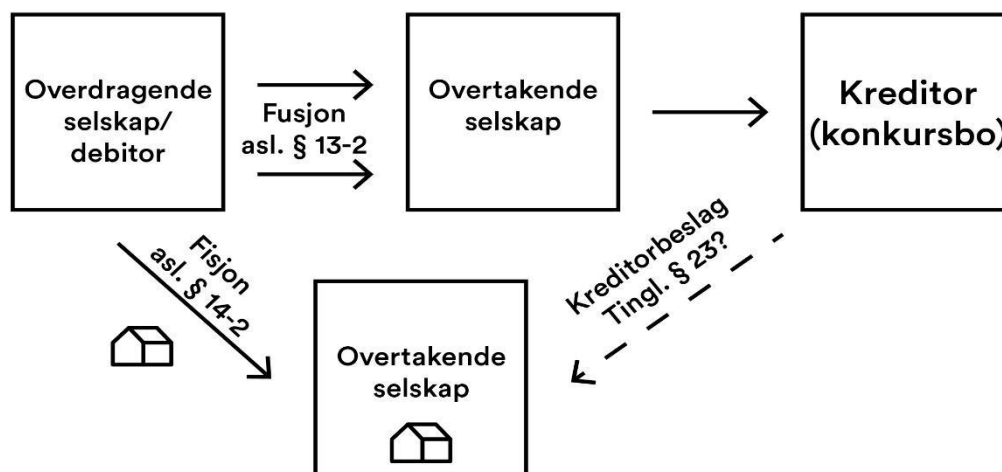 Overdragende
selskap/
debitor
Fusjon
asl. § 13-2
Overtakende
selskap
Kreditor
(konkursbo)
Fisjon
asl. § 14-2
Kreditorbeslag
Tingl. § 23?
Overtakende
selskap